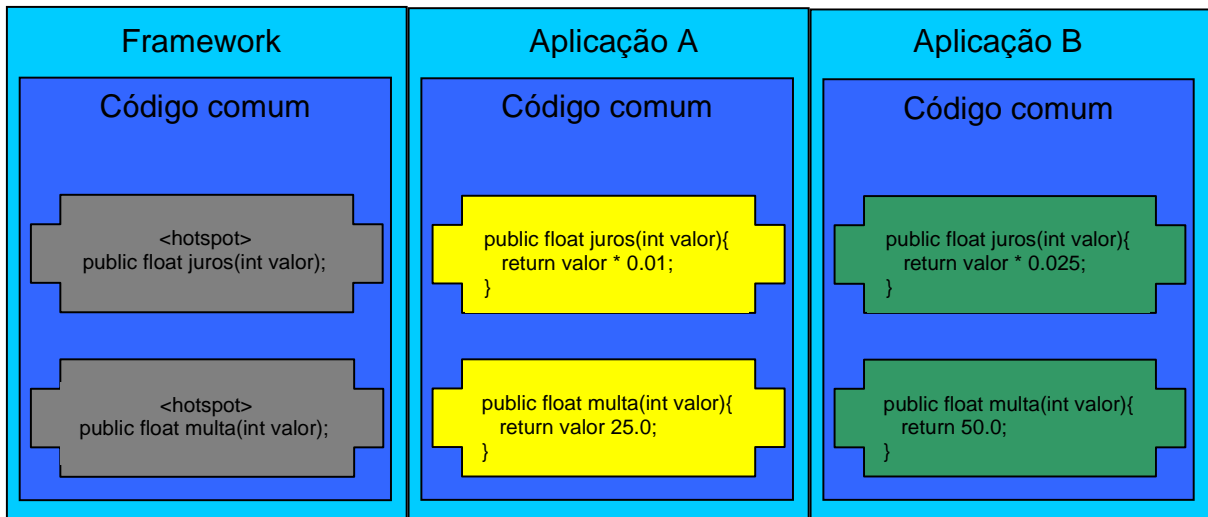 Framework
Código comum
<hotspot>
public float juros(int valor);
<hotspot>
public float multa(int valor);
Aplicação A
Código comum
public float juros(int valor){
return valor * 0.01;
}
public float multa(int valor){
return valor 25.0;
}
Aplicação B
Código comum
public float juros(int valor){
return valor * 0.025;
}
public float multa(int valor){
return 50.0;
}